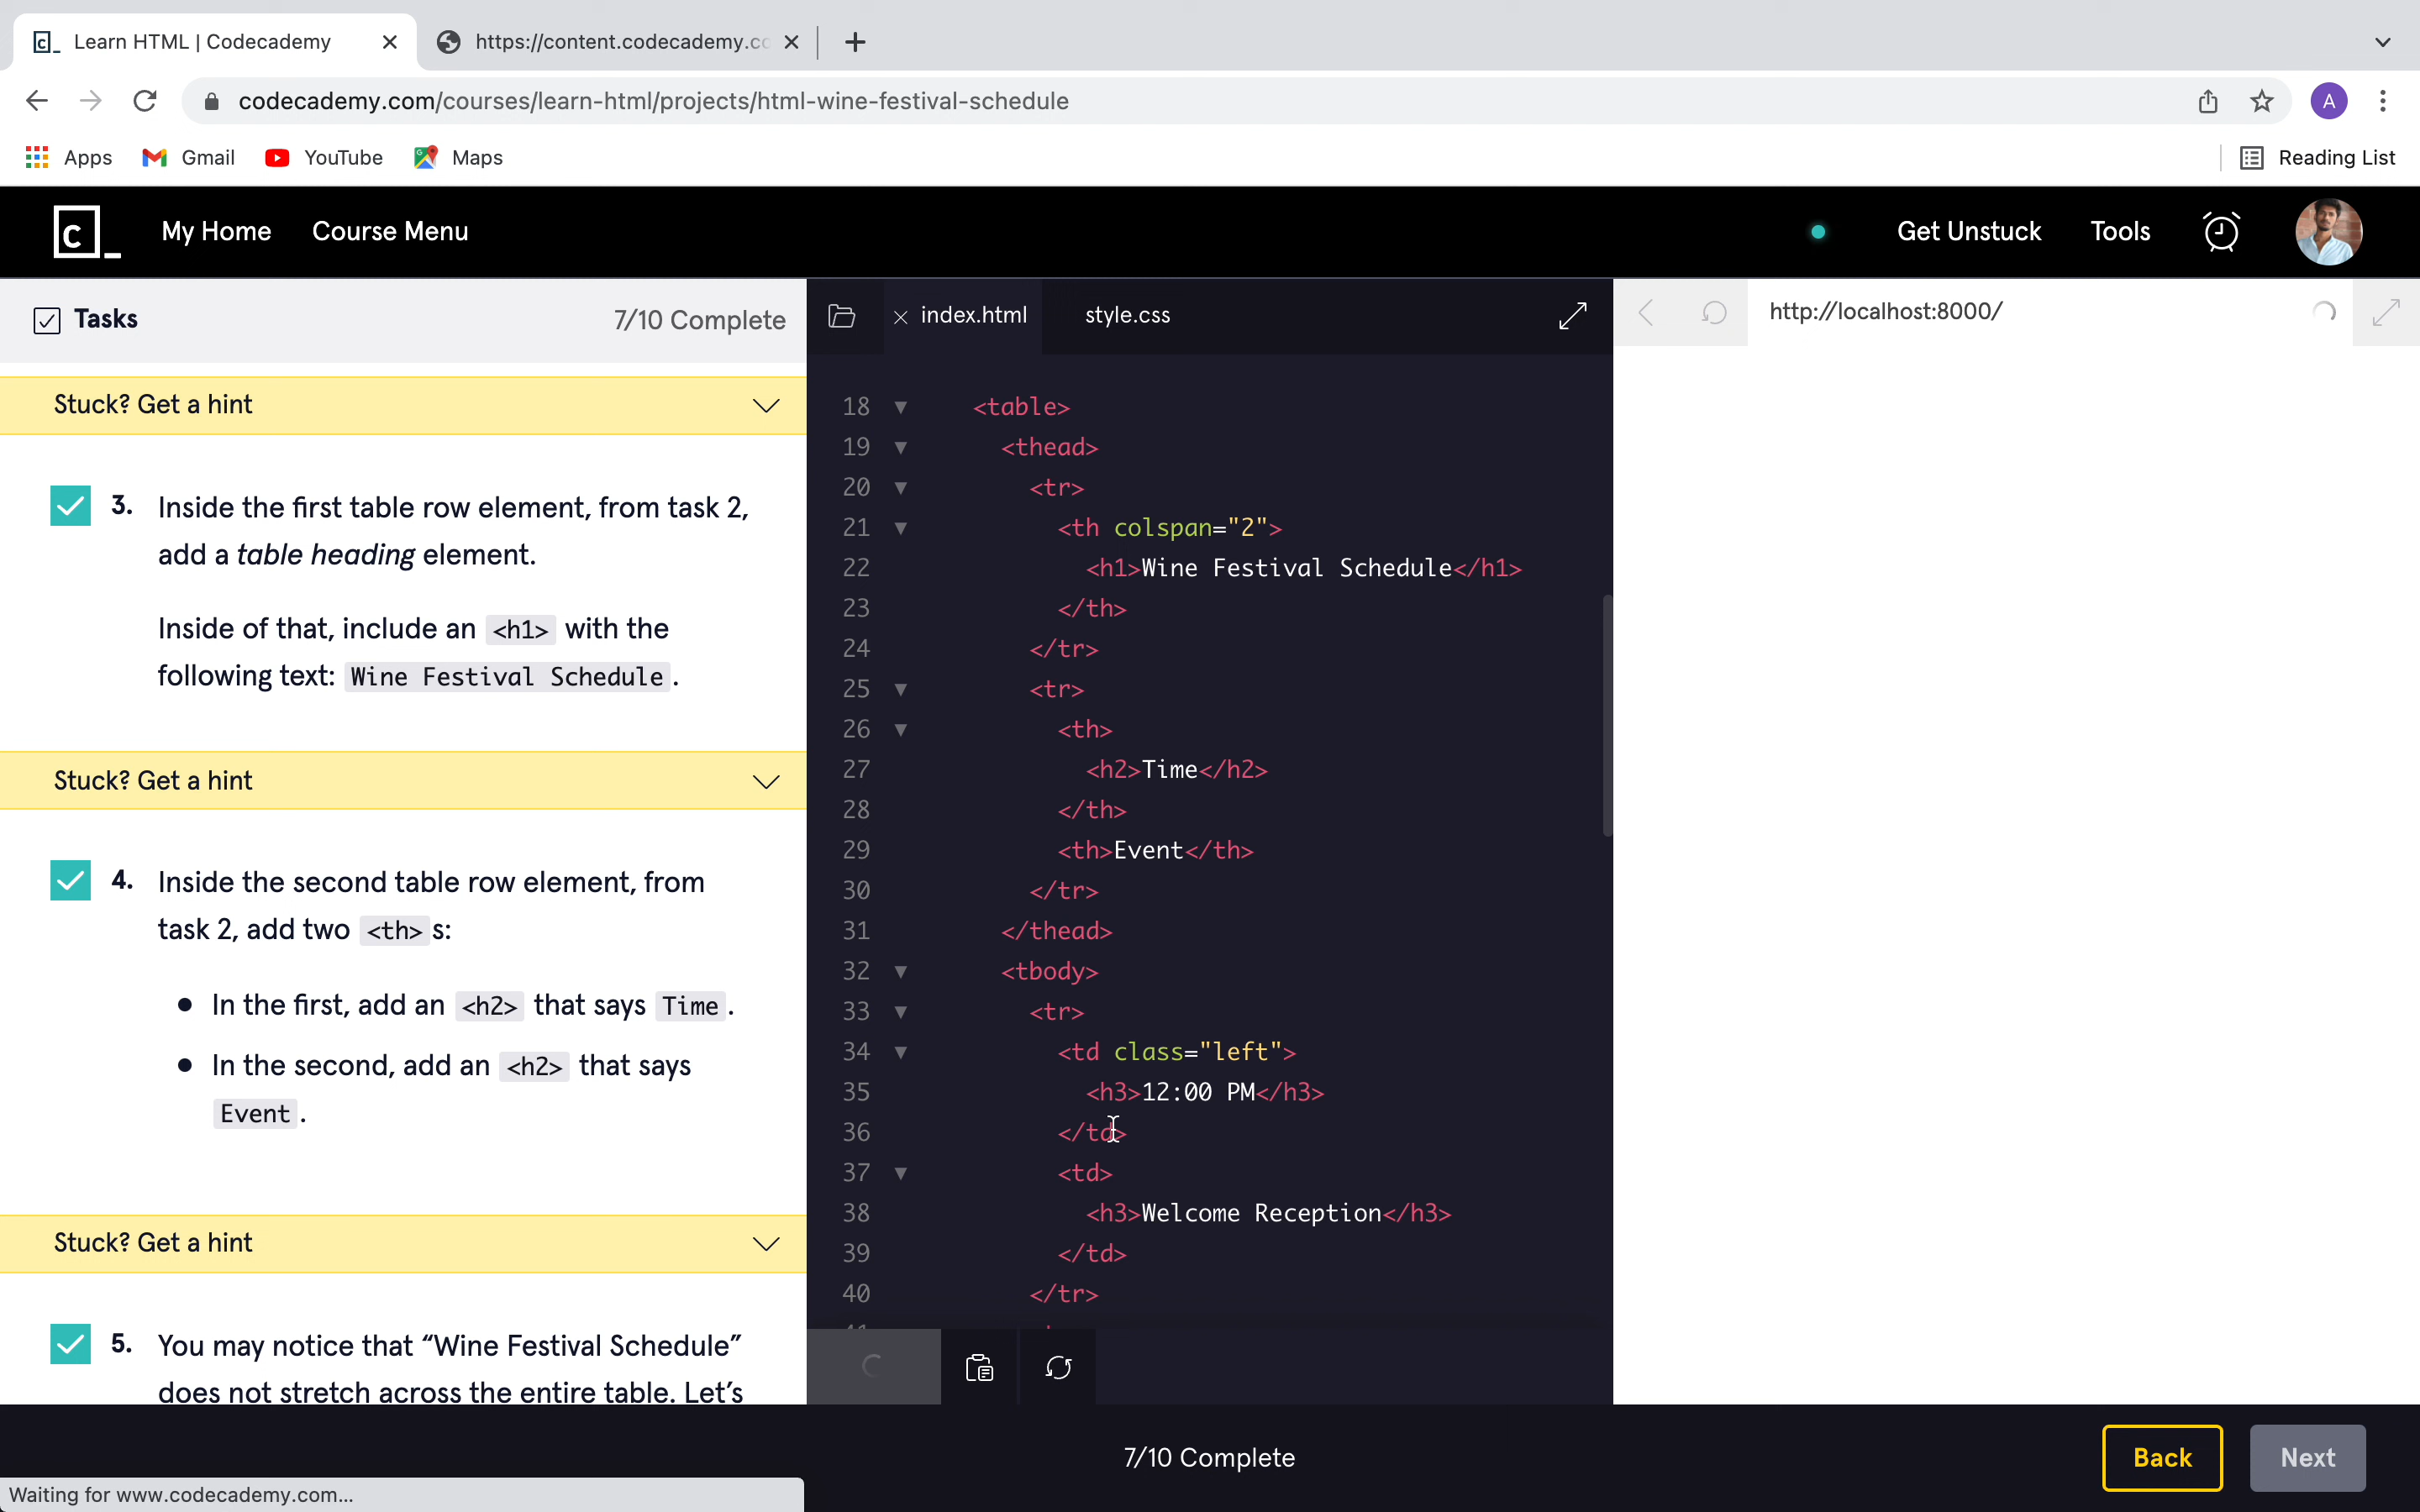 Learn HTML | Codecademy
https://content.codecademy.co
codecademy.com/courses/learn-html/projects/html-wine-festival-schedule
A
Apps
Gmail
YouTube
Maps
Reading List
c_
My Home
Course Menu
Get Unstuck
Tools
Tasks
7/10 Complete
Stuck? Get a hint
3. Inside the first table row element, from task 2,
add a table heading element.
Inside of that, include an <h1> with the
following text: Wine Festival Schedule.
Stuck? Get a hint
4. Inside the second table row element, from
task 2, add two <th>s:
• In the first, add an <h2> that says Time.
• In the second, add an <h2> that says
Event.
Stuck? Get a hint
5. You may notice that “Wine Festival Schedule”
does not stretch across the entire table. Let’s
index.html
style.css
18 <table>
19 <thead>
20 <tr>
21 <th colspan="2">
22 <h1>Wine Festival Schedule</h1>
23 </th>
24 </tr>
25 <tr>
26 <th>
27 <h2>Time</h2>
28 </th>
29 <th>Event</th>
30 </tr>
31 </thead>
32 <tbody>
33 <tr>
34 <td class="left">
35 <h3>12:00 PM</h3>
36 </td>
37 <td>
38 <h3>Welcome Reception</h3>
39 </td>
40 </tr>
http://localhost:8000/
7/10 Complete
Back
Next
Waiting for www.codecademy.com...